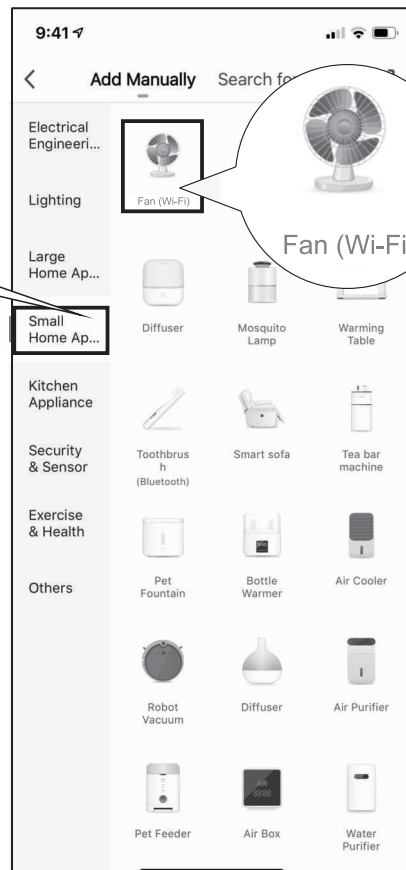 9:41
Add Manually
Search fo
Electrical
Engineeri...
Lighting
Large
Home Ap...
Small
Home Ap...
Kitchen
Appliance
Security
& Sensor
Exercise
& Health
Others
Fan (Wi-Fi)
Fan (Wi-Fi
Diffuser
Mosquito
Lamp
Warming
Table
Toothbrus
h
(Bluetooth)
Smart sofa
Tea bar
machine
Pet
Fountain
Bottle
Warmer
Air Cooler
Robot
Vacuum
Diffuser
Air Purifier
AIR
88:88
Pet Feeder
Air Box
Water
Purifier